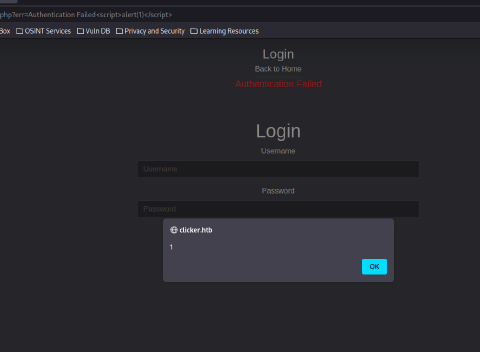 php?err=Authentication Failed<script>alert(1)</script>
Box OSINT Services Vuln DB Privacy and Security Learning Resources
Login
Back to Home
Authentication Failed
Login
Username
Username
Password
Password
clicker.htb
1
OK